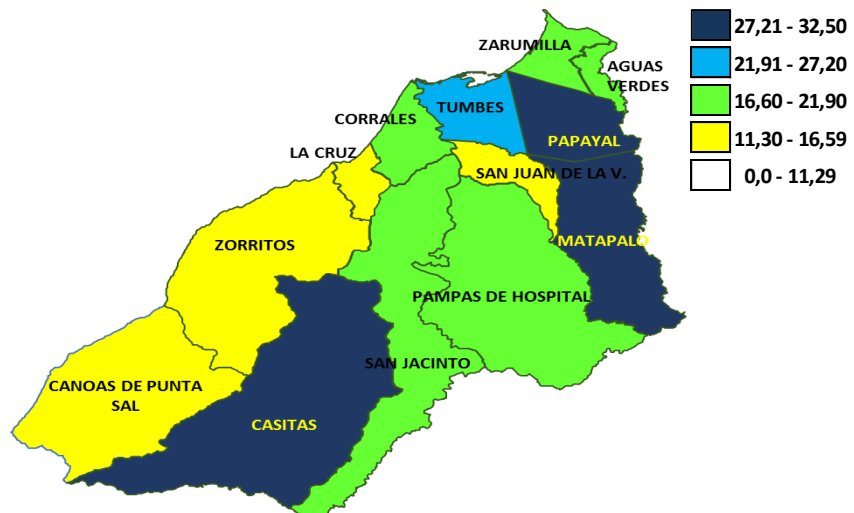 27,21 - 32,50
21,91 - 27,20
16,60 - 21,90
11,30 - 16,59
0,0 - 11,29
ZARUMILLA
AGUAS
VERDES
TUMBES
CORRALES
PAPAYAL
LA CRUZ
SAN JUAN DE LA V.
ZORRITOS
MATAPALO
PAMPAS DE HOSPITAL
SAN JACINTO
CANOAS DE PUNTA
SAL
CASITAS